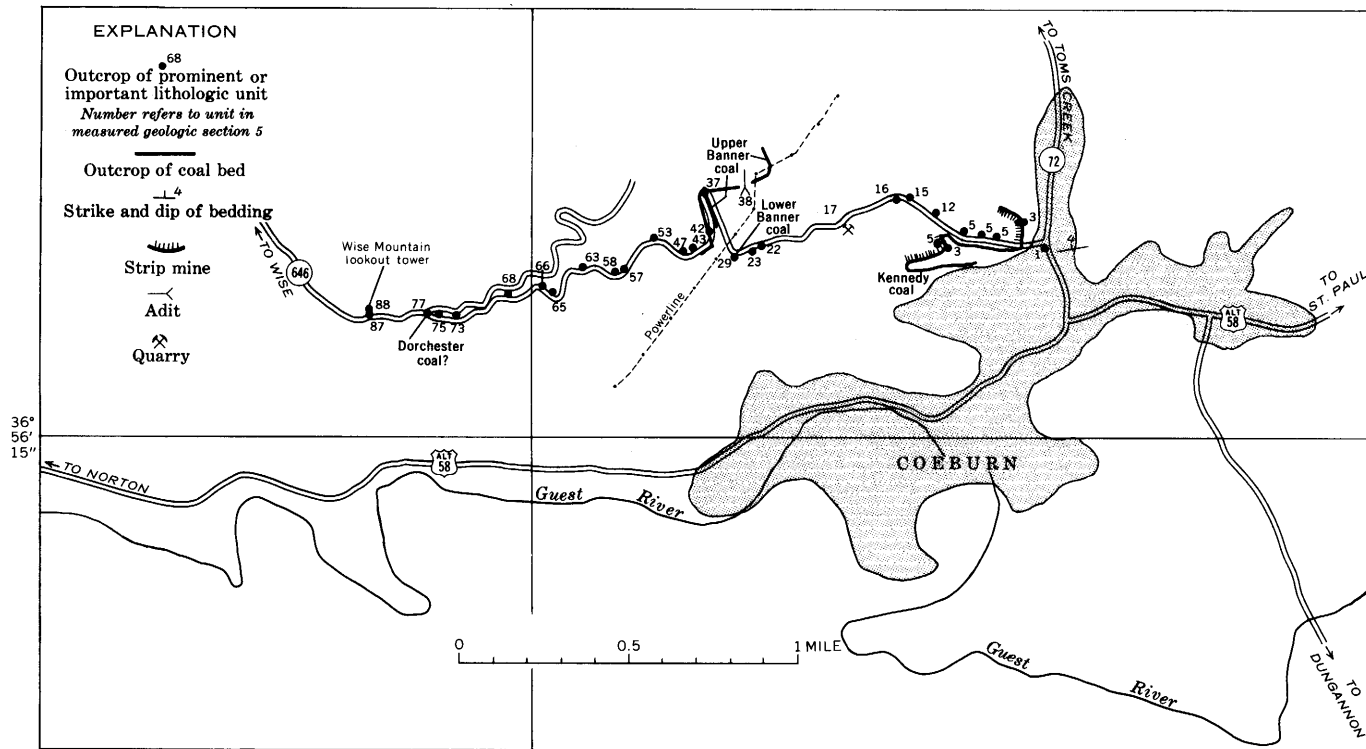 EXPLANATION
68
Outcrop of prominent or
important lithologic unit
Number refers to unit in
measured geologic section 5
Outcrop of coal bed
4
Strike and dip of bedding
Strip mine
Adit
Quarry
TO WISE
646
Wise Mountain
lookout tower
88
87
77
75
73
Dorchester
coal?
68
66
65
63
58
57
53
47
43
42
37
Upper
Banner
coal
38
Lower
Banner
coal
29
23
22
Powerline
17
16
15
12
5
5
5
3
5
3
Kennedy
coal
1
4
TO TOMS CREEK
72
TO
ST. PAUL
ALT
58
36°
56'
15"
TO NORTON
ALT
58
COEBURN
Guest River
0 0.5 1 MILE
Guest River
TO
DUNGANNON